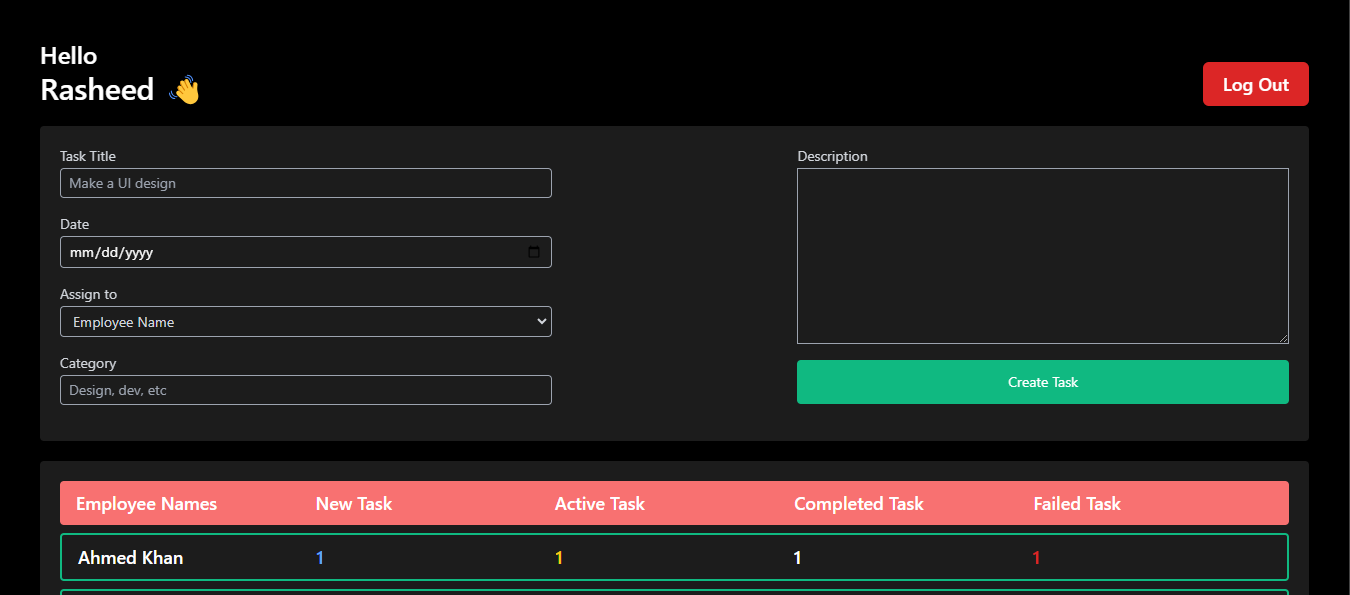 Hello
Rasheed 👋
Log Out
Task Title
Make a UI design
Date
mm/dd/yyyy
Assign to
Employee Name
Category
Design, dev, etc
Description
Create Task
Employee Names New Task Active Task Completed Task Failed Task
Ahmed Khan 1 1 1 1